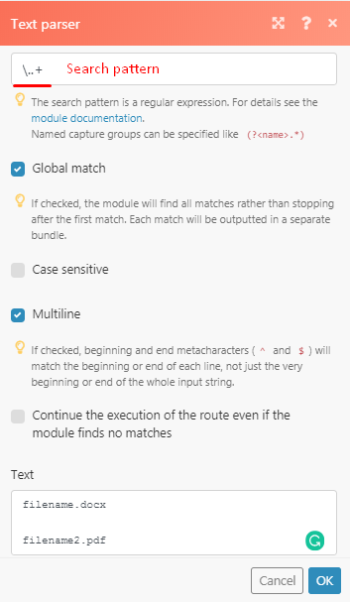 Text parser ?
\..+ Search pattern
The search pattern is a regular expression. For details see the
module documentation.
Named capture groups can be specified like (?<name>.*)
Global match
If checked, the module will find all matches rather than stopping
after the first match. Each match will be outputted in a separate
bundle.
Case sensitive
Multiline
If checked, beginning and end metacharacters ( ^ and $ ) will
match the beginning or end of each line, not just the very
beginning or end of the whole input string.
Continue the execution of the route even if the
module finds no matches
Text
filename.docx
filename2.pdf
Cancel OK